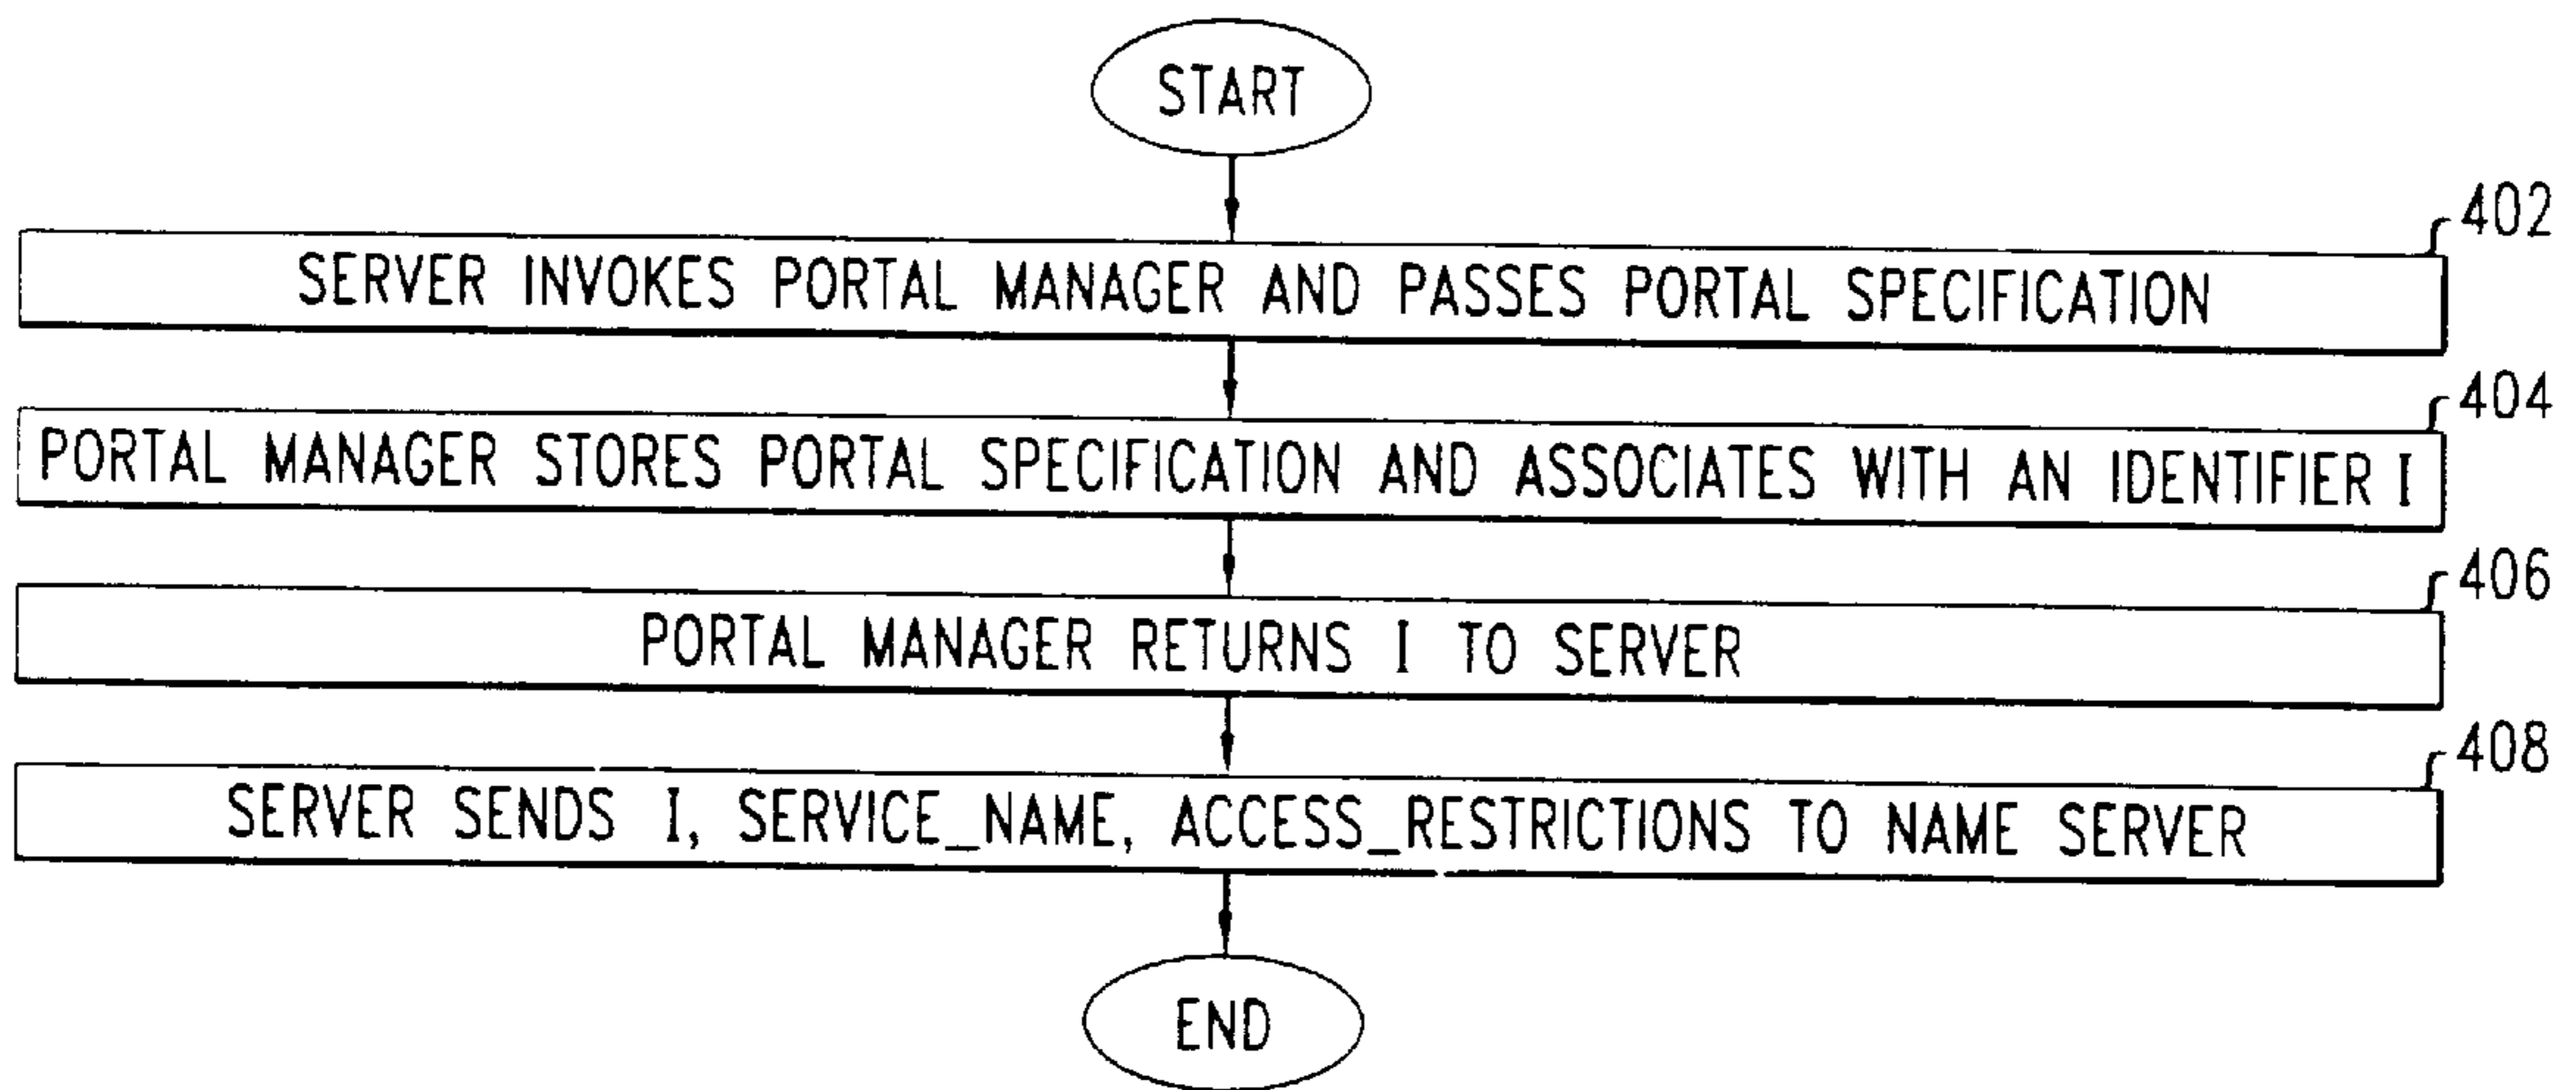 START
402
SERVER INVOKES PORTAL MANAGER AND PASSES PORTAL SPECIFICATION
404
PORTAL MANAGER STORES PORTAL SPECIFICATION AND ASSOCIATES WITH AN IDENTIFIER I
406
PORTAL MANAGER RETURNS I TO SERVER
408
SERVER SENDS I, SERVICE_NAME, ACCESS_RESTRICTIONS TO NAME SERVER
END